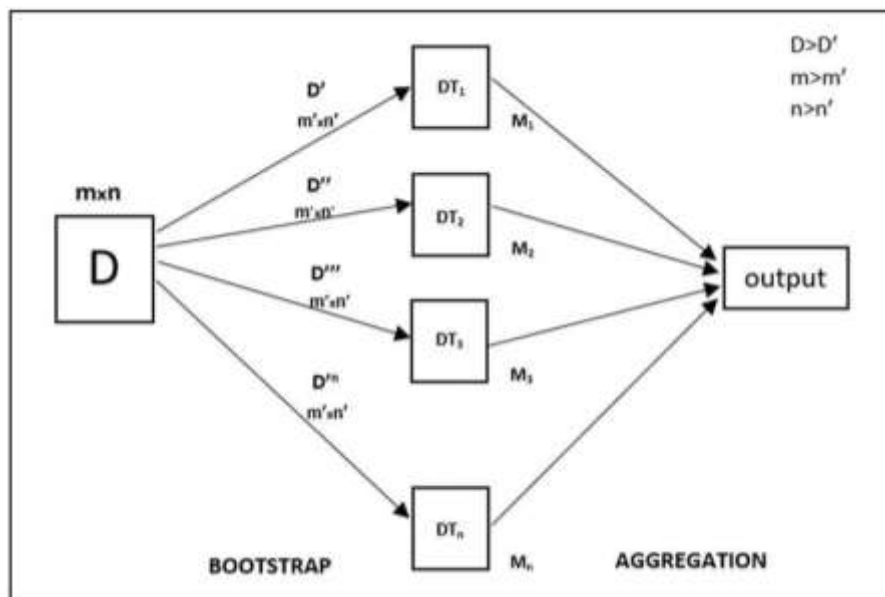 D>D'
m>m'
n>n'
m×n
D
D'
m'×n'
D''
m'×n'
D'''
m'×n'
D'ⁿ
m'×n'
DT₁
M₁
DT₂
M₂
DT₃
M₃
DTₙ
Mₙ
output
BOOTSTRAP
AGGREGATION